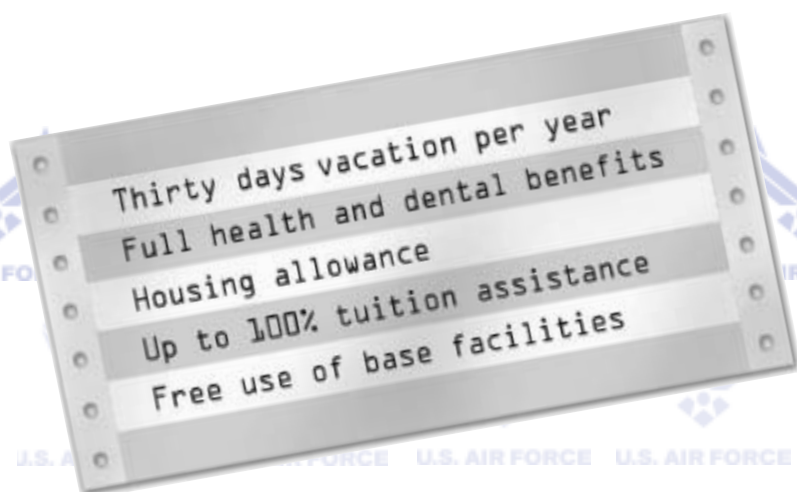 Thirty days vacation per year
Full health and dental benefits
Housing allowance
Up to 100% tuition assistance
Free use of base facilities
U.S. AIR FORCE U.S. AIR FORCE